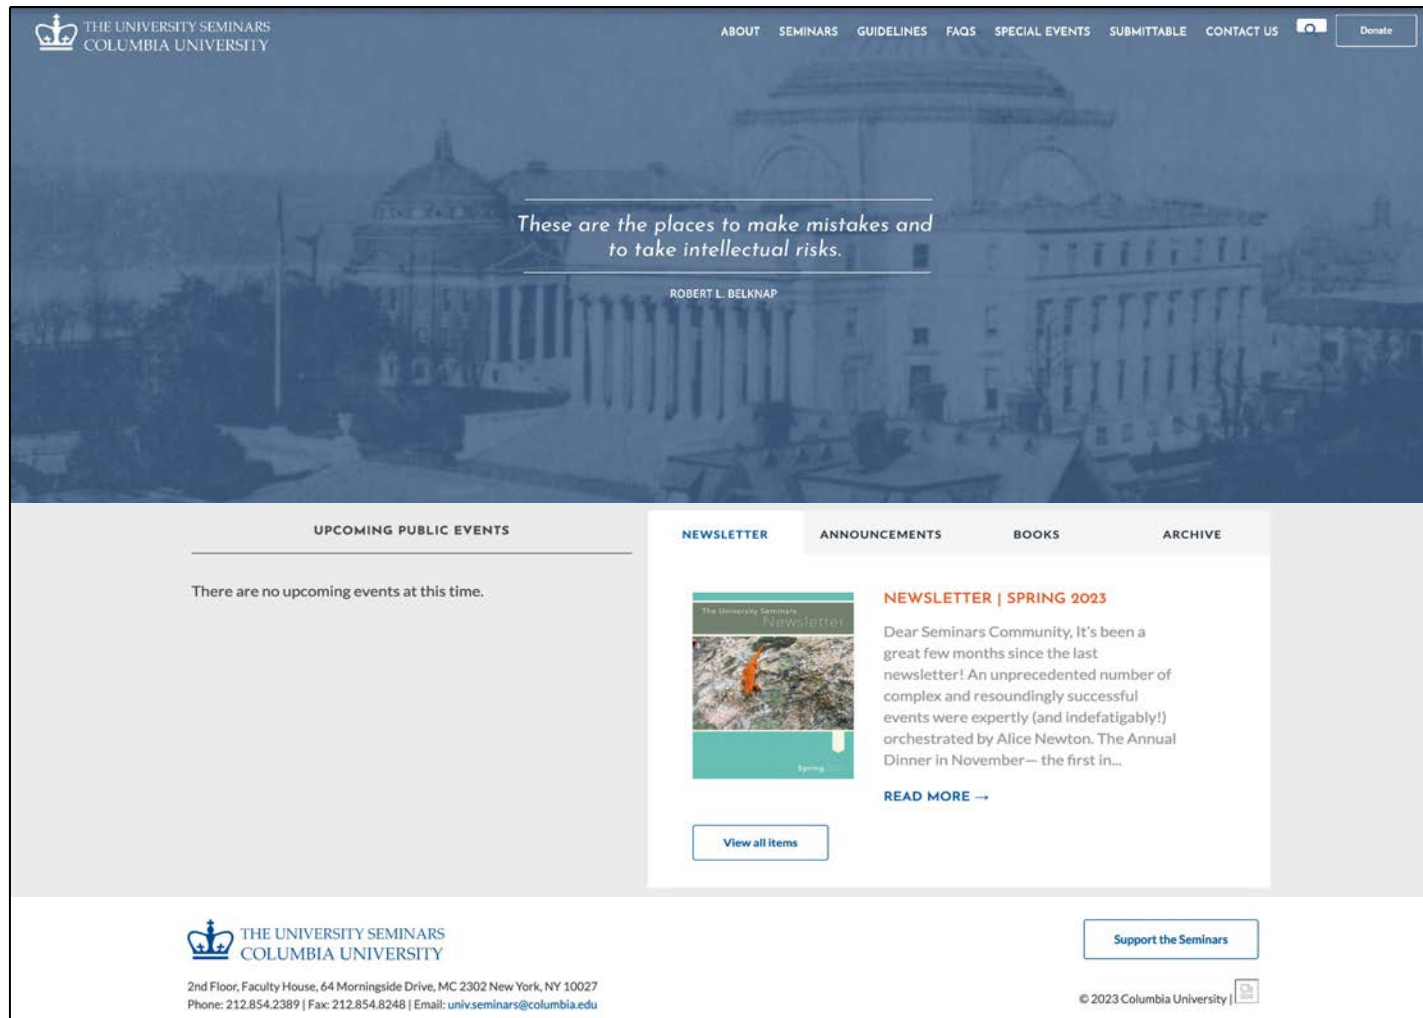 THE UNIVERSITY SEMINARS
COLUMBIA UNIVERSITY
ABOUT SEMINARS GUIDELINES FAQS SPECIAL EVENTS SUBMITTABLE CONTACT US Donate
These are the places to make mistakes and
to take intellectual risks.
ROBERT L. BELKNAP
UPCOMING PUBLIC EVENTS
There are no upcoming events at this time.
NEWSLETTER ANNOUNCEMENTS BOOKS ARCHIVE
The University Seminars
Newsletter
Spring
NEWSLETTER | SPRING 2023
Dear Seminars Community, It's been a
great few months since the last
newsletter! An unprecedented number of
complex and resoundingly successful
events were expertly (and indefatigably!)
orchestrated by Alice Newton. The Annual
Dinner in November— the first in...
READ MORE →
View all items
THE UNIVERSITY SEMINARS
COLUMBIA UNIVERSITY
2nd Floor, Faculty House, 64 Morningside Drive, MC 2302 New York, NY 10027
Phone: 212.854.2389 | Fax: 212.854.8248 | Email: univ.seminars@columbia.edu
Support the Seminars
© 2023 Columbia University |